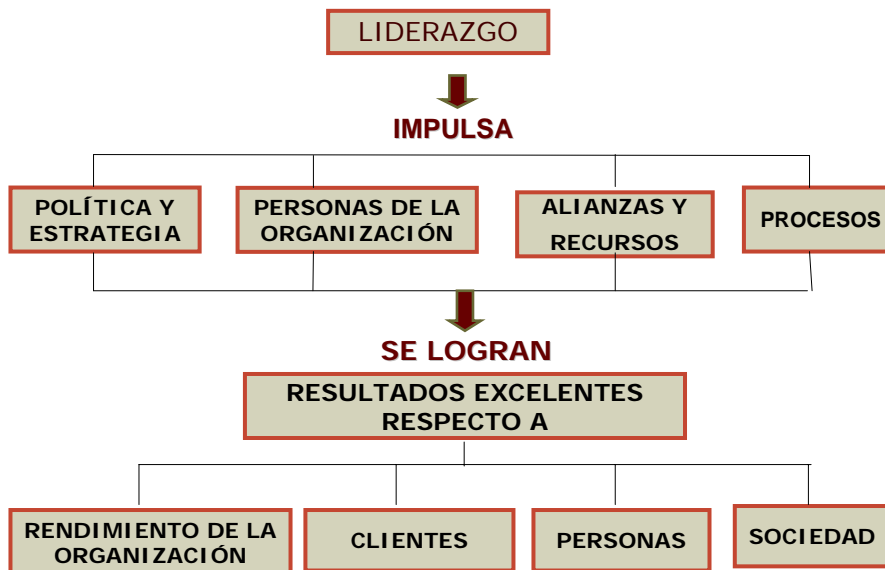 LIDERAZGO
IMPULSA
POLÍTICA Y
ESTRATEGIA
PERSONAS DE LA
ORGANIZACIÓN
ALIANZAS Y
RECURSOS
PROCESOS
SE LOGRAN
RESULTADOS EXCELENTES
RESPECTO A
RENDIMIENTO DE LA
ORGANIZACIÓN
CLIENTES
PERSONAS
SOCIEDAD